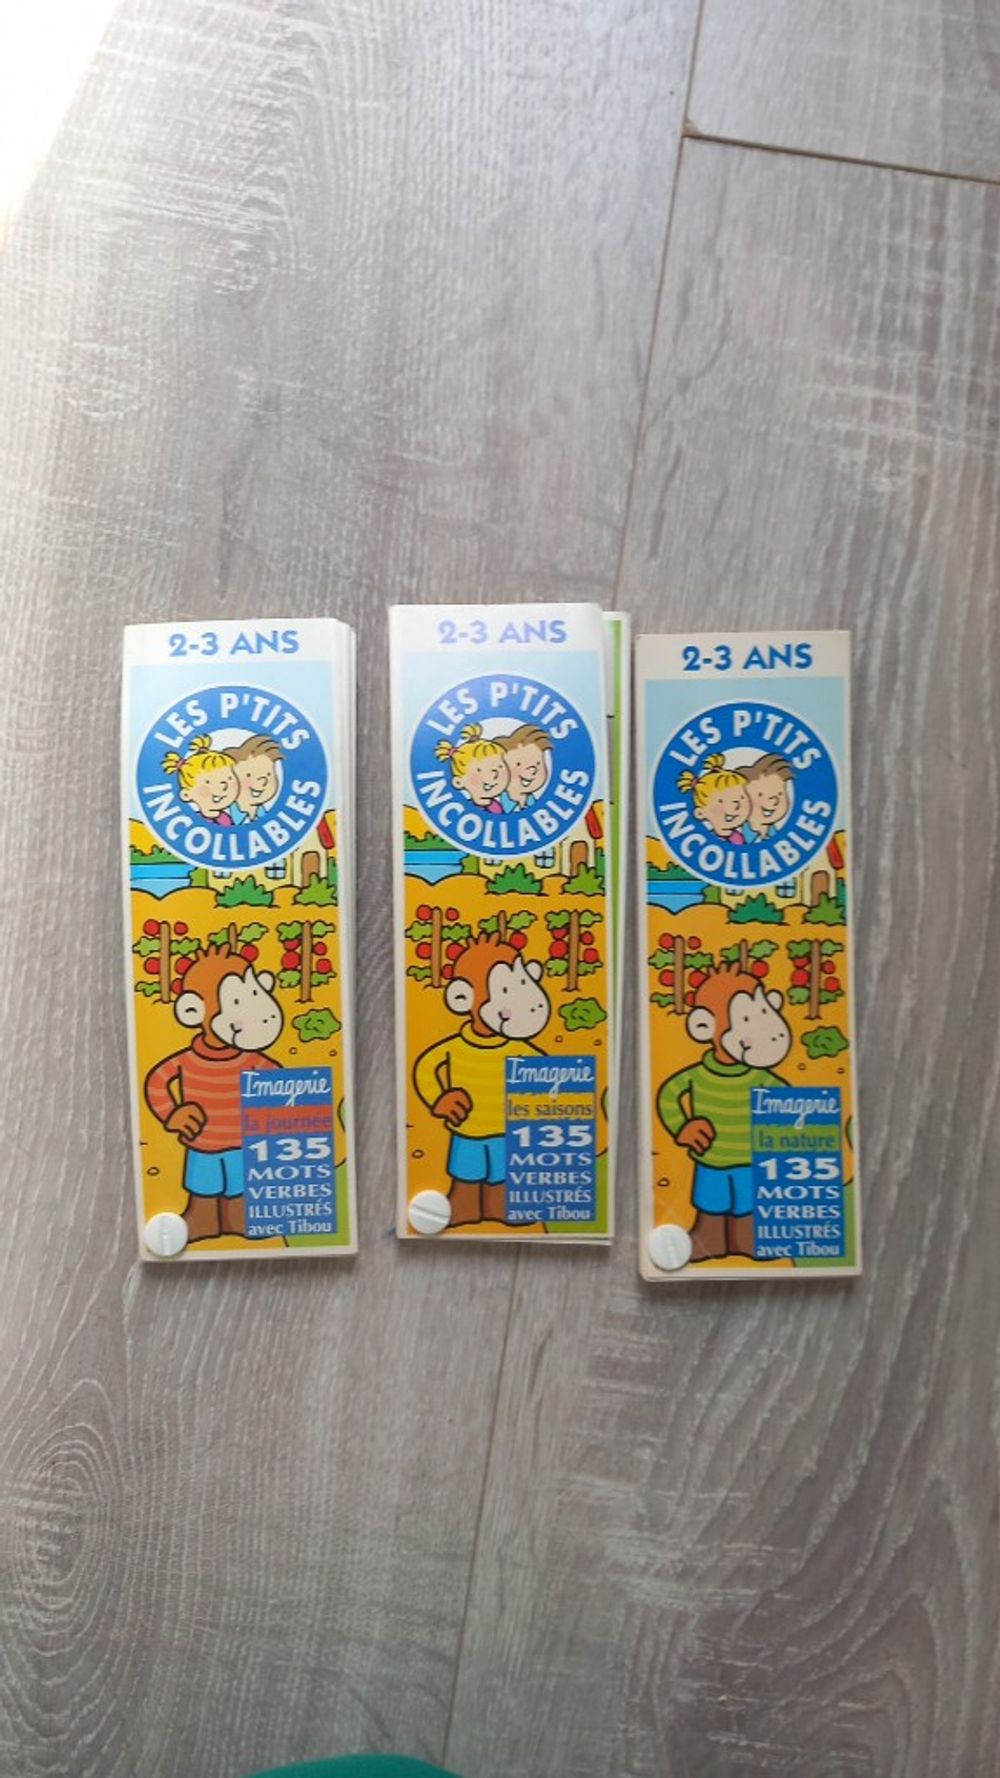 2-3 ANS
LES P'TITS
INCOLLABLES
Imagerie
la journée
135
MOTS
VERBES
ILLUSTRÉS
avec Tibou
2-3 ANS
LES P'TITS
INCOLLABLES
Imagerie
les saisons
135
MOTS
VERBES
ILLUSTRÉS
avec Tibou
2-3 ANS
LES P'TITS
INCOLLABLES
Imagerie
la nature
135
MOTS
VERBES
ILLUSTRÉS
avec Tibou